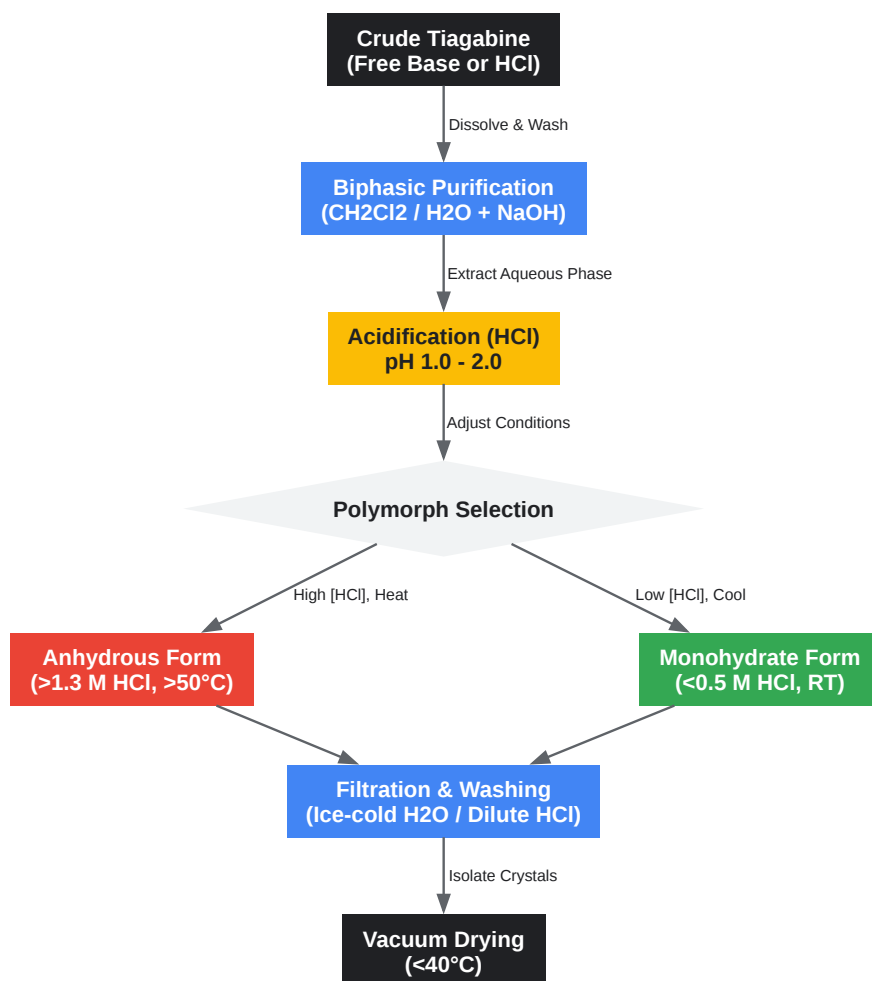 Crude Tiagabine
(Free Base or HCl)
Dissolve & Wash
Biphasic Purification
(CH2Cl2 / H2O + NaOH)
Extract Aqueous Phase
Acidification (HCl)
pH 1.0 - 2.0
Adjust Conditions
Polymorph Selection
High [HCl], Heat
Low [HCl], Cool
Anhydrous Form
(>1.3 M HCl, >50°C)
Monohydrate Form
(<0.5 M HCl, RT)
Filtration & Washing
(Ice-cold H2O / Dilute HCl)
Isolate Crystals
Vacuum Drying
(<40°C)